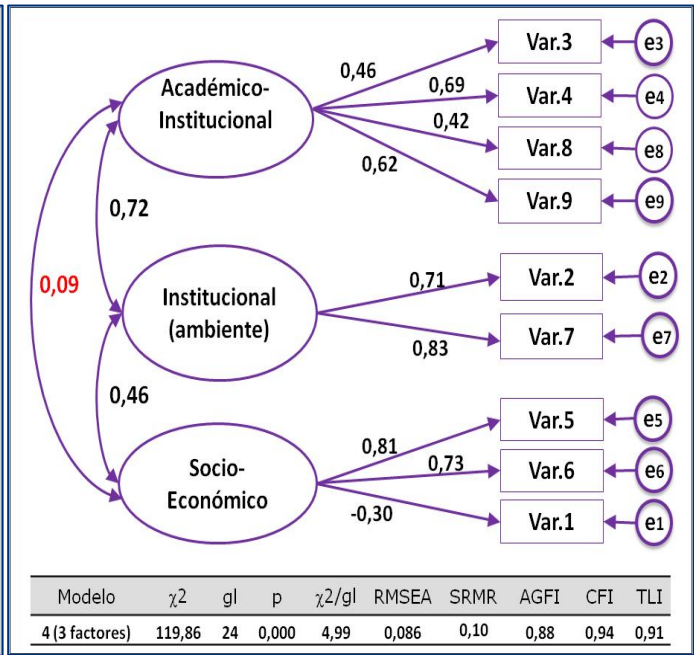 Académico-
Institucional
0,46
0,69
0,42
0,62
Var.3
e3
Var.4
e4
Var.8
e8
Var.9
e9
0,72
0,09
Institucional
(ambiente)
0,71
0,83
Var.2
e2
Var.7
e7
0,46
Socio-
Económico
0,81
0,73
-0,30
Var.5
e5
Var.6
e6
Var.1
e1
Modelo χ2 gl p χ2/gl RMSEA SRMR AGFI CFI TLI
4 (3 factores) 119,86 24 0,000 4,99 0,086 0,10 0,88 0,94 0,91